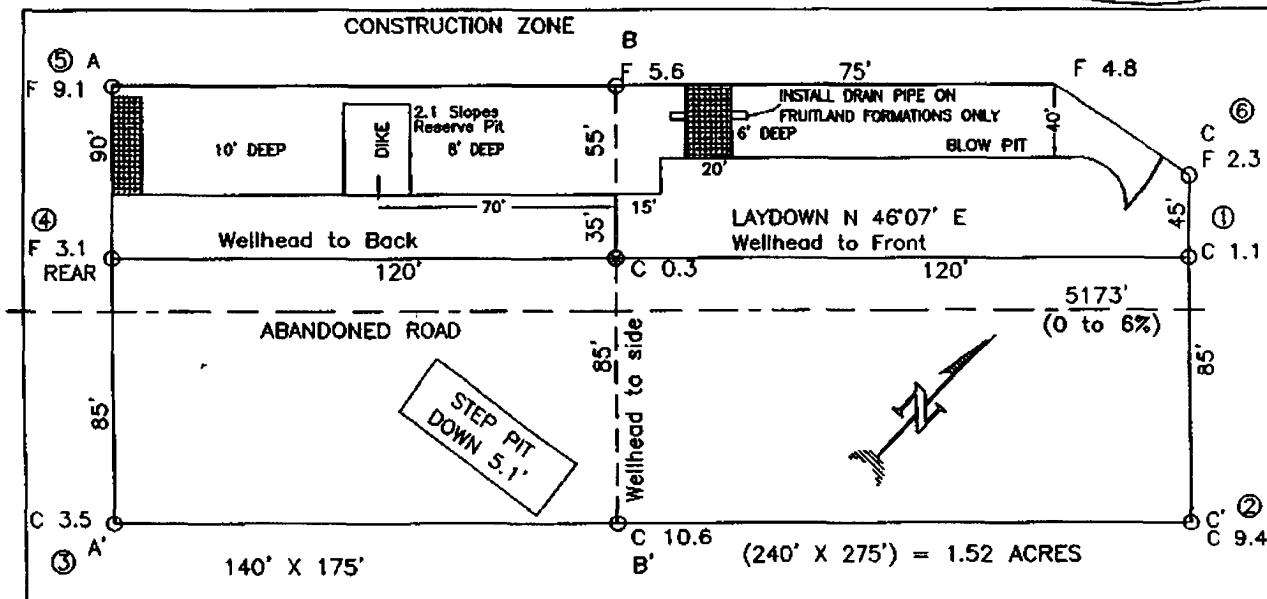 CONSTRUCTION ZONE
⑤ A
B
F 9.1
F 5.6
75'
F 4.8
2.1 Slopes
Reserve Pit
INSTALL DRAIN PIPE ON
FRUITLAND FORMATIONS ONLY
⑥
C
F 2.3
90'
10' DEEP
DIKE
8' DEEP
55'
6' DEEP
40'
BLOW PIT
20'
70'
15'
45'
①
④
F 3.1
REAR
Wellhead to Back
35'
LAYDOWN N 46°07' E
Wellhead to Front
120'
C 0.3
120'
C 1.1
5173'
(0 to 6%)
ABANDONED ROAD
85'
85'
85'
Wellhead to side
STEP PIT
DOWN 5.1'
N
C 3.5
A'
③
C 10.6
B'
C' ②
C 9.4
140' X 175'
(240' X 275') = 1.52 ACRES